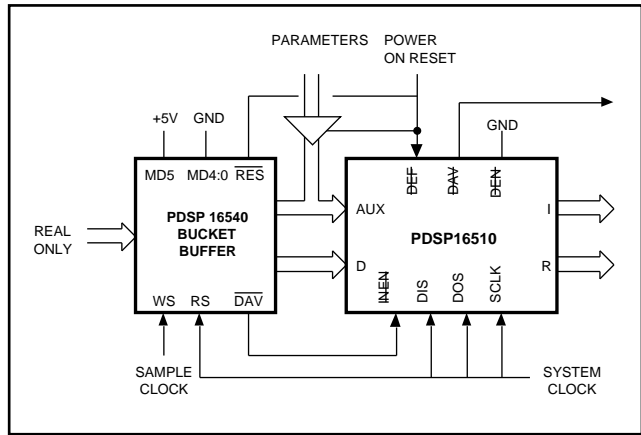 PARAMETERS
POWER
ON RESET
+5V
GND
GND
MD5
MD4:0
RES
DEF
DAV
DEN
REAL
ONLY
PDSP 16540
BUCKET
BUFFER
AUX
PDSP16510
I
D
R
WS
RS
DAV
INEN
DIS
DOS
SCLK
SAMPLE
CLOCK
SYSTEM
CLOCK